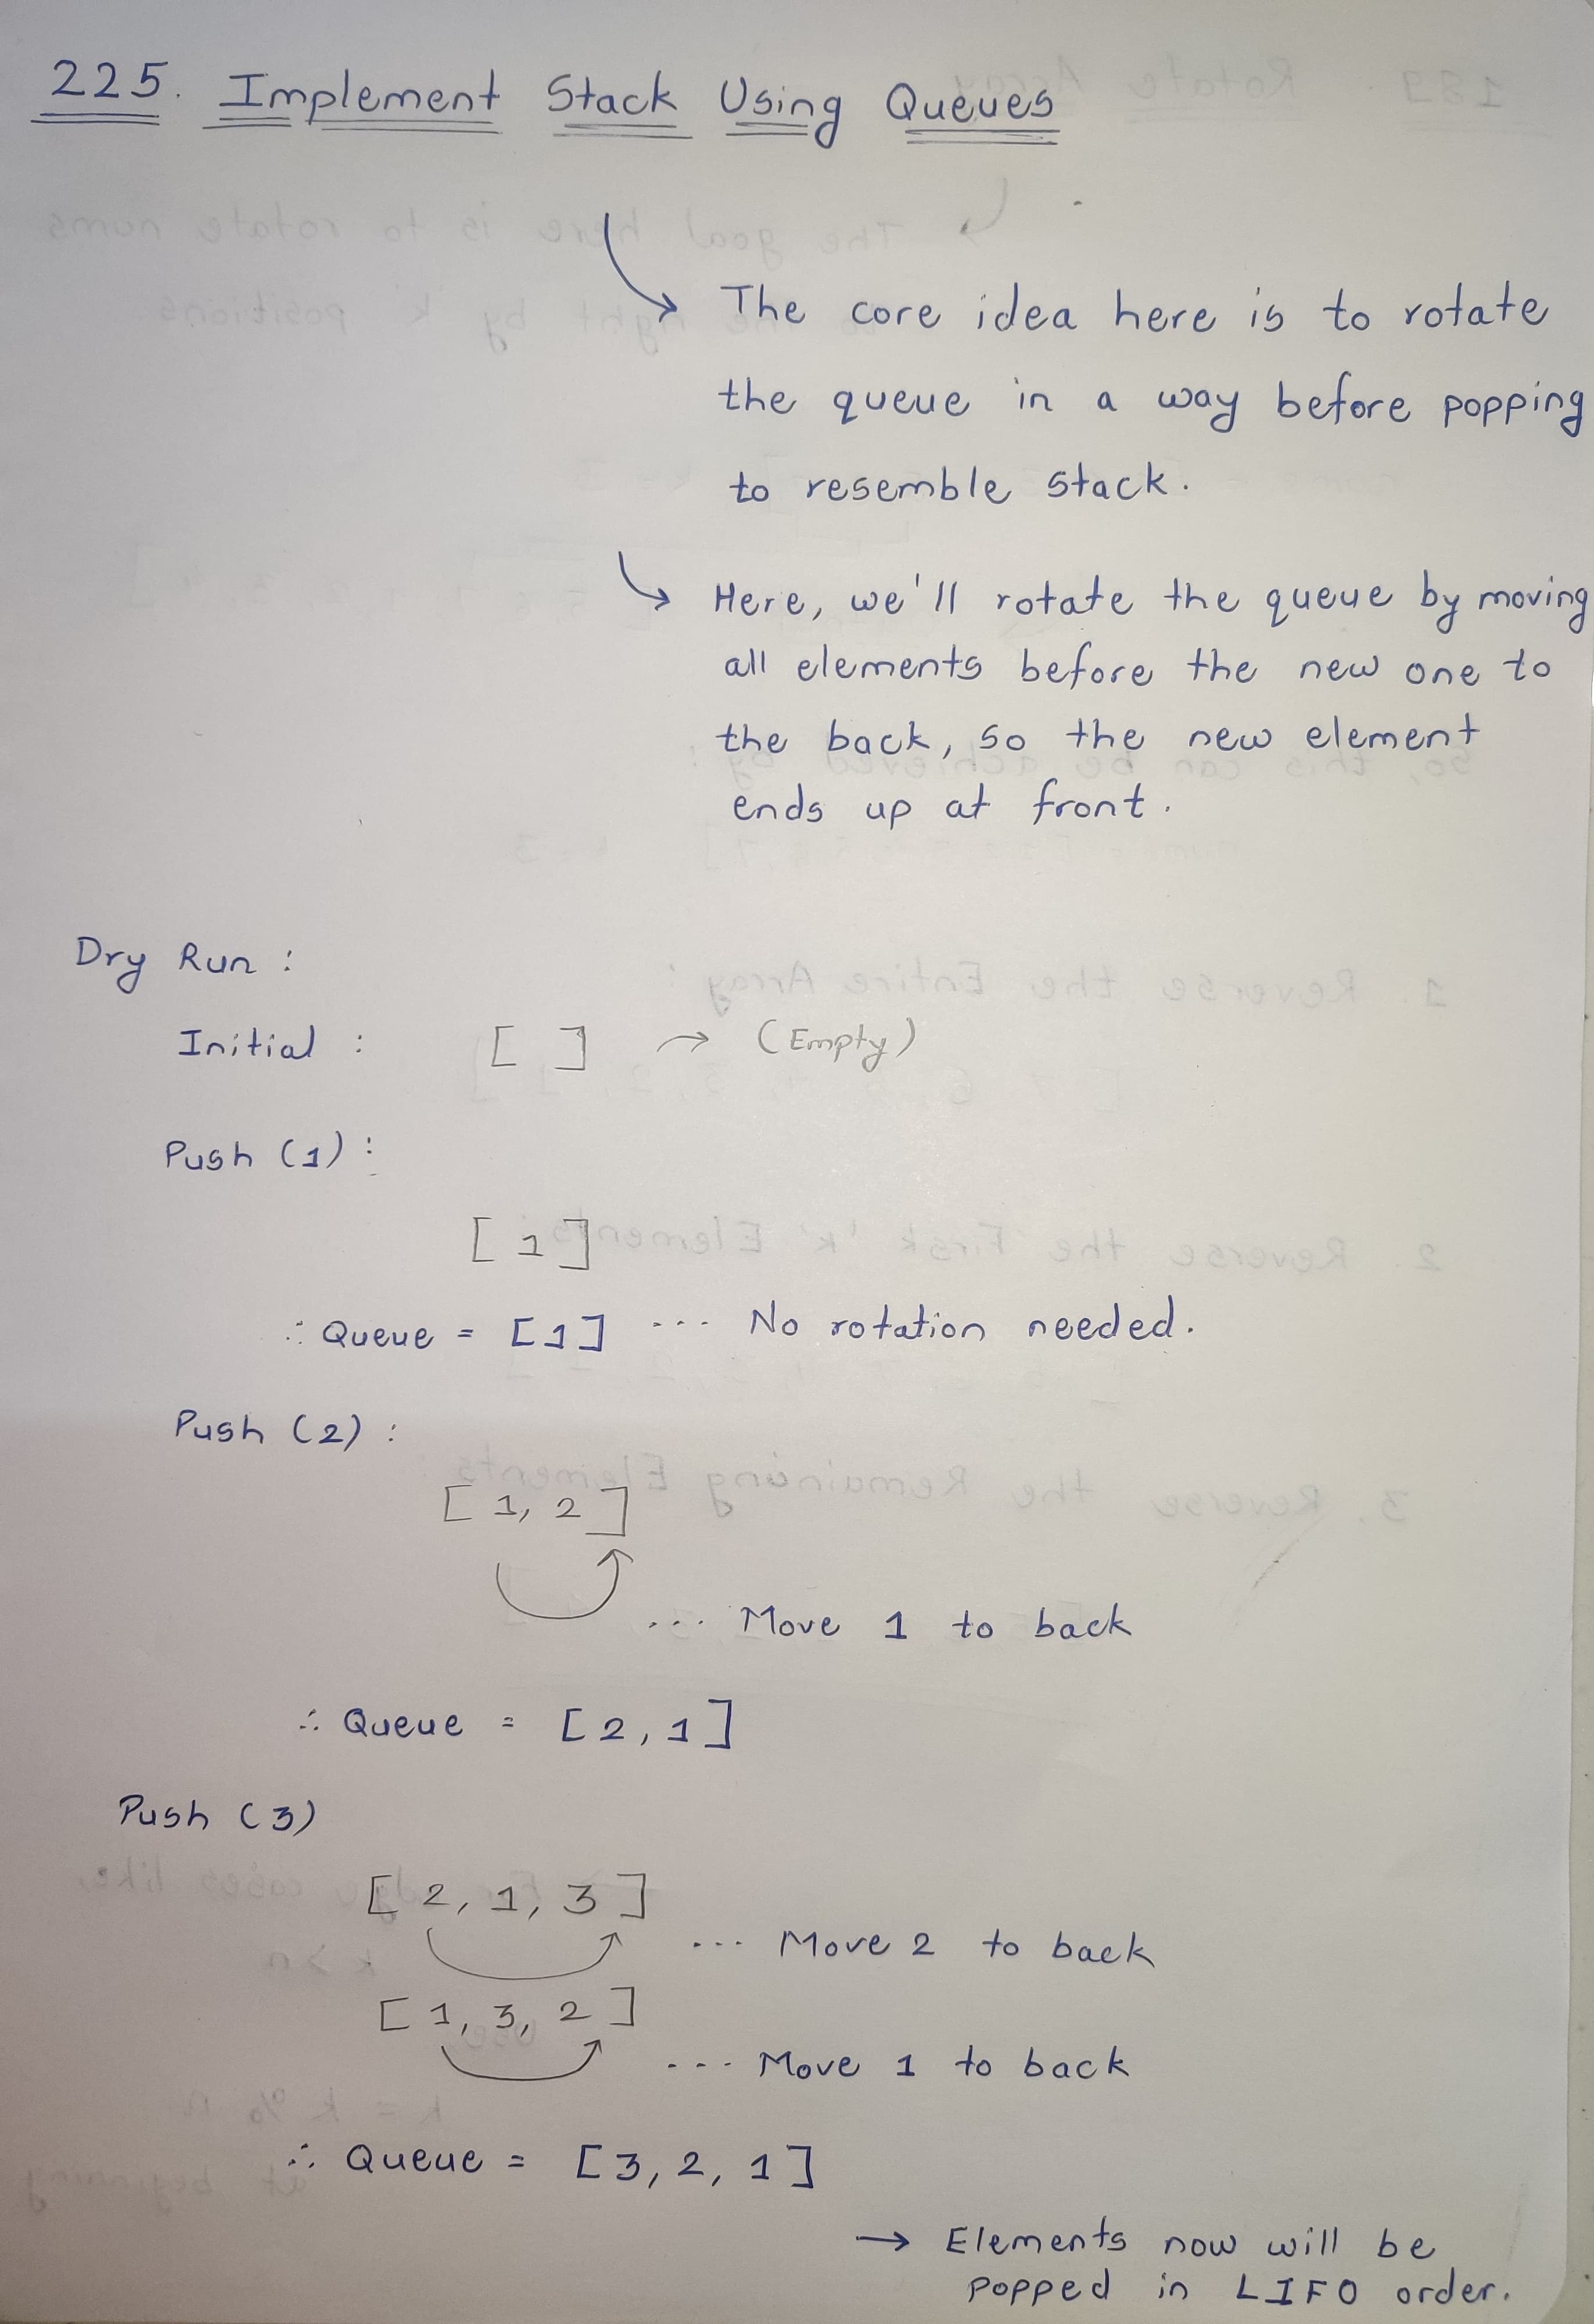 225. Implement Stack Using Queues
↳ The core idea here is to rotate
the queue in a way before popping
to resemble stack.
↳ Here, we'll rotate the queue by moving
all elements before the new one to
the back, so the new element
ends up at front.
Dry Run :
Initial : [ ] → (Empty)
Push (1) :
[ 1 ]
∴ Queue = [1] ... No rotation needed.
Push (2) :
[ 1, 2 ]
... Move 1 to back
∴ Queue = [2, 1]
Push (3)
[ 2, 1, 3 ]
... Move 2 to back
[ 1, 3, 2 ]
... Move 1 to back
∴ Queue = [3, 2, 1]
→ Elements now will be
popped in LIFO order.